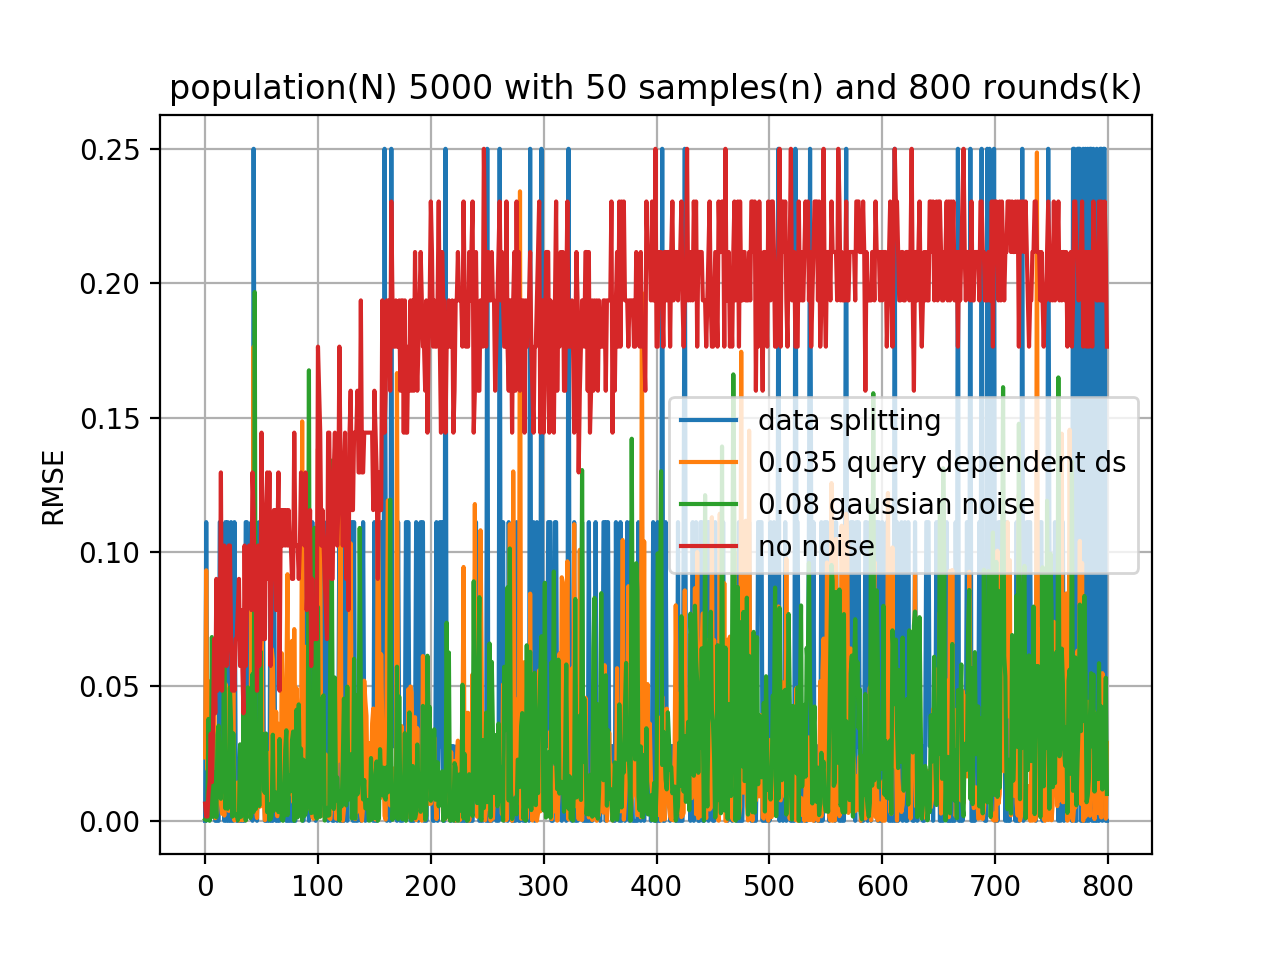 population(N) 5000 with 50 samples(n) and 800 rounds(k)
0.25
0.20
0.15
0.10
0.05
0.00
RMSE
data splitting
0.035 query dependent ds
0.08 gaussian noise
no noise
0 100 200 300 400 500 600 700 800